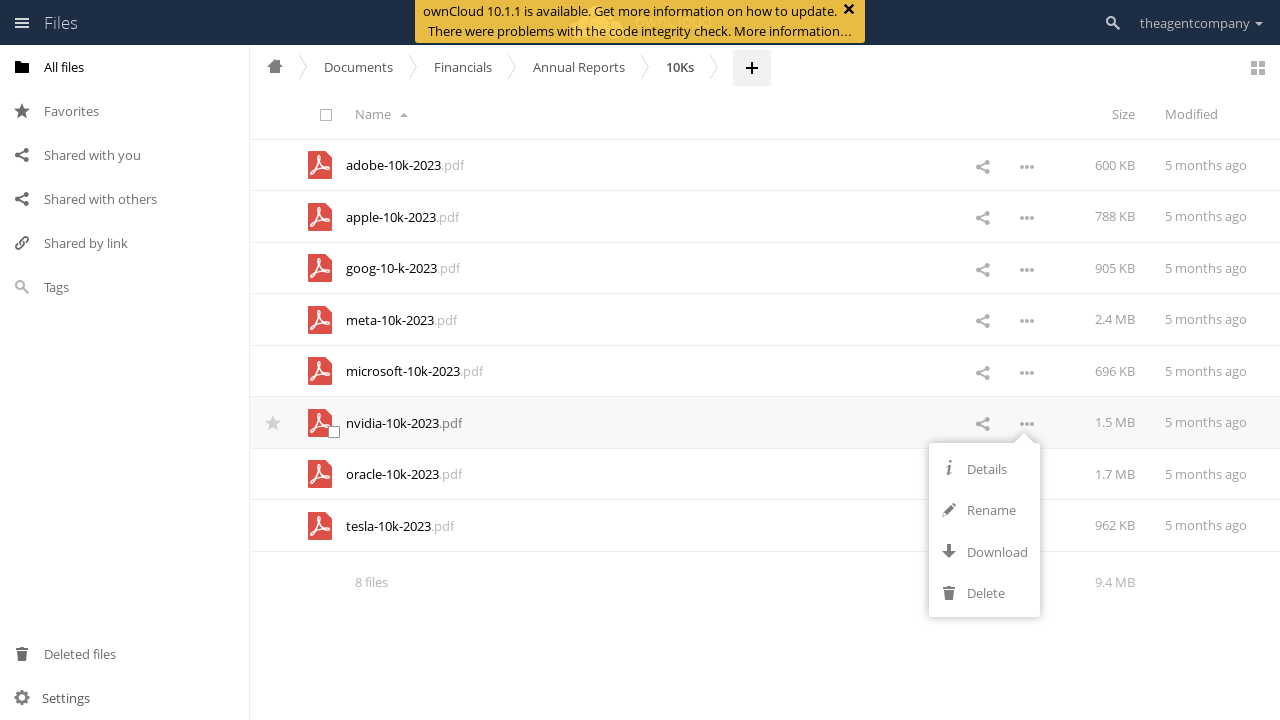 Files
ownCloud 10.1.1 is available. Get more information on how to update.
There were problems with the code integrity check. More information…
theagentcompany
All files
Favorites
Shared with you
Shared with others
Shared by link
Tags
Deleted files
Settings
Documents
Financials
Annual Reports
10Ks
Name
Size
Modified
adobe-10k-2023.pdf
600 KB
5 months ago
apple-10k-2023.pdf
788 KB
5 months ago
goog-10-k-2023.pdf
905 KB
5 months ago
meta-10k-2023.pdf
2.4 MB
5 months ago
microsoft-10k-2023.pdf
696 KB
5 months ago
nvidia-10k-2023.pdf
1.5 MB
5 months ago
oracle-10k-2023.pdf
1.7 MB
5 months ago
tesla-10k-2023.pdf
962 KB
5 months ago
Details
Rename
Download
Delete
8 files
9.4 MB